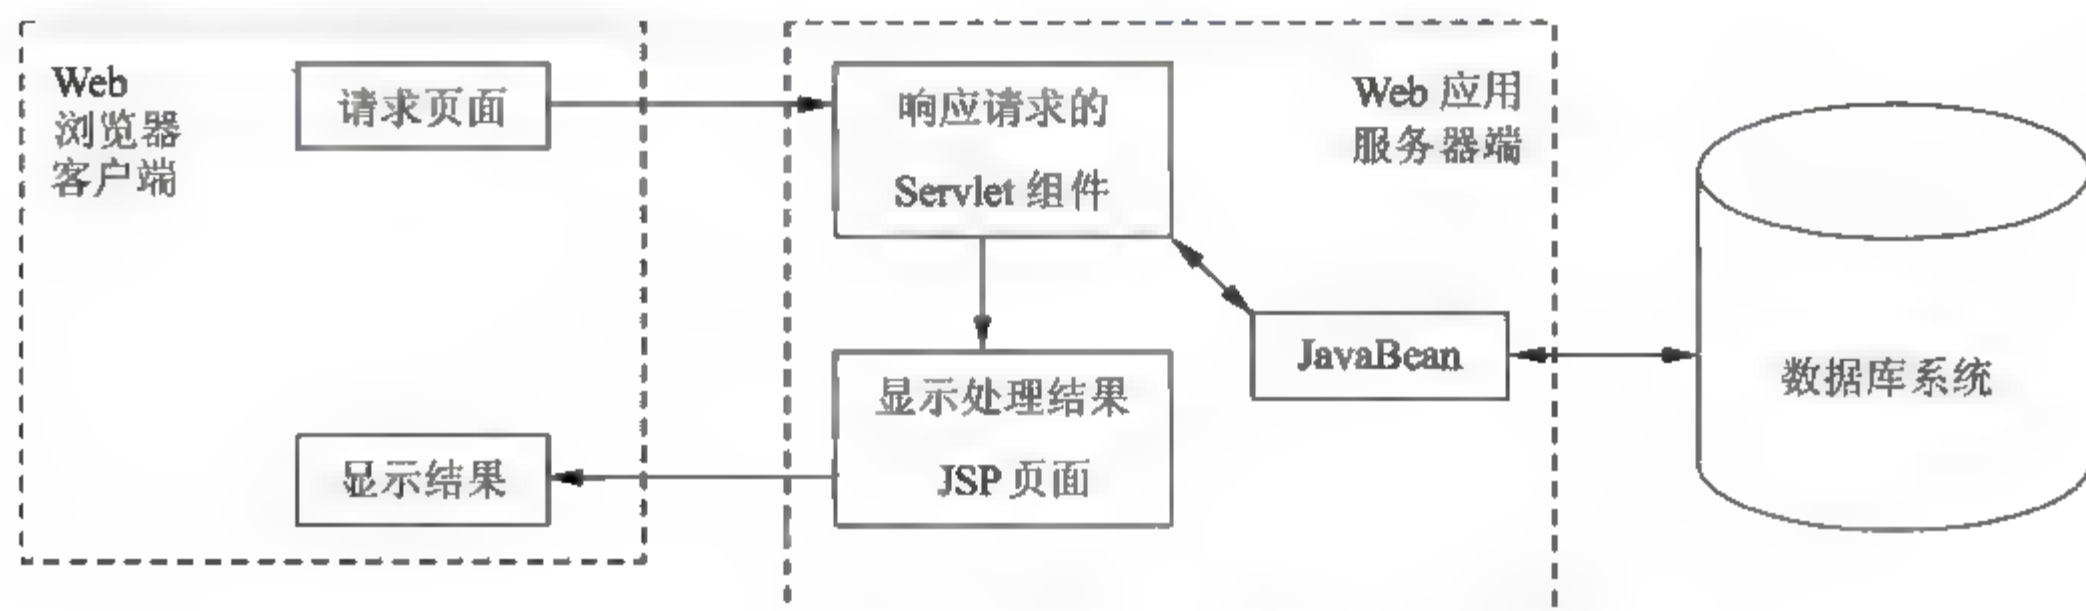 Web
浏览器
客户端
请求页面
响应请求的
Servlet 组件
Web 应用
服务器端
JavaBean
数据库系统
显示处理结果
JSP 页面
显示结果